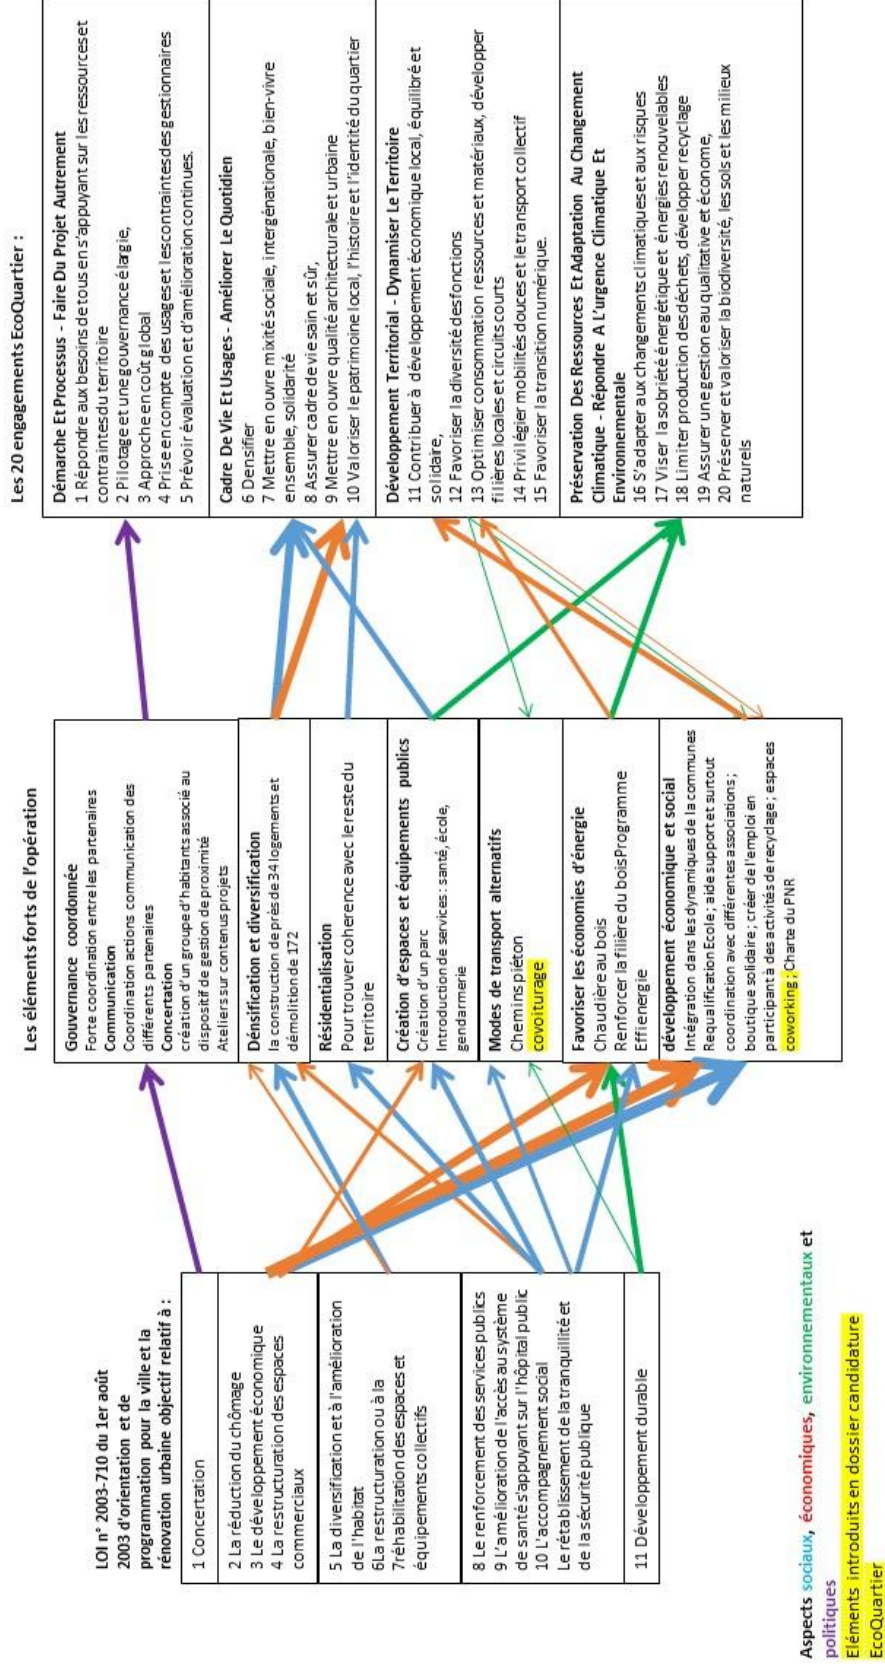 LOI n° 2003-710 du 1er août
2003 d'orientation et de
programmation pour la ville et la
rénovation urbaine objectif relatif à :
1 Concertation
2 La réduction du chômage
3 Le développement économique
4 La restructuration des espaces
commerciaux
5 La diversification et à l'amélioration
de l'habitat
6La restructuration ou à la
7réhabilitation des espaces et
équipements collectifs
8 Le renforcement des services publics
9 L'amélioration de l'accès au système
de santé s'appuyant sur l'hôpital public
10 L'accompagnement social
Le rétablissement de la tranquillité et
de la sécurité publique
11 Développement durable
Les éléments forts de l'opération
Gouvernance coordonnée
Forte coordination entre les partenaires
Communication
Coordination actions communication des
différents partenaires
Concertation
création d'un groupe d'habitants associé au
dispositif de gestion de proximité
Ateliers sur contenus projets
Dénsification et diversification
la construction de près de 34 logements et
démolition de 172
Résidentialisation
Pour trouver coherence avec le reste du
territoire
Création d'espaces et équipements publics
Création d'un parc
Introduction de services : santé, école,
gendarmerie
Modes de transport alternatifs
Chemins piéton
covoiturage
Favoriser les économies d'énergie
Chaudière au bois
Renforcer la filière du bois Programme
Effienergie
développement économique et social
Intégration dans les dynamiques de la communes
Requalification Ecole ; aide support et surtout
coordination avec différentes associations ;
boutique solidaire ; créer de l'emploi en
participant à des activités de recyclage ; espaces
coworking ; Charte du PNR
Les 20 engagements EcoQuartier :
Démarche Et Processus - Faire Du Projet Autrement
1 Répondre aux besoins de tous en s'appuyant sur les ressources et
contraintes du territoire
2 Pilotage et une gouvernance élargie,
3 Approche en coût global
4 Prise en compte des usages et les contraintes des gestionnaires
5 Prévoir évaluation et d'amélioration continues.
Cadre De Vie Et Usages - Améliorer Le Quotidien
6 Densifier
7 Mettre en ouvre mixité sociale, intergénationale, bien-vivre
ensemble, solidarité
8 Assurer cadre de vie sain et sûr,
9 Mettre en ouvre qualité architecturale et urbaine
10 Valoriser le patrimoine local, l'histoire et l'identité du quartier
Développement Territorial - Dynamiser Le Territoire
11 Contribuer à développement économique local, équilibré et
solidaire,
12 Favoriser la diversité des fonctions
13 Optimiser consommation ressources et matériaux, développer
filières locales et circuits courts
14 Privilégier mobilités douces et le transport collectif
15 Favoriser la transition numérique.
Préservation Des Ressources Et Adaptation Au Changement
Climatique - Répondre A L'urgence Climatique Et
Environnementale
16 S'adapter aux changements climatiques et aux risques
17 Viser la sobriété énergétique et énergies renouvelables
18 Limiter production des déchets, développer recyclage
19 Assurer une gestion eau qualitative et économe,
20 Préserver et valoriser la biodiversité, les sols et les milieux
naturels
Aspects sociaux, économiques, environnementaux et
politiques
Eléments introduits en dossier candidature
EcoQuartier